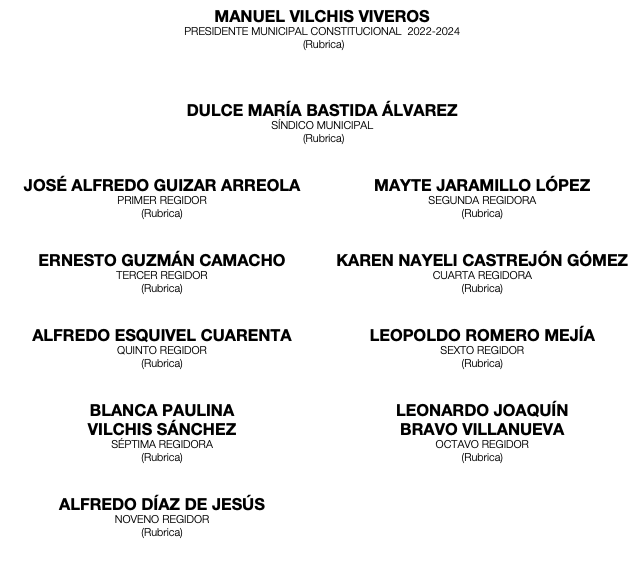 MANUEL VILCHIS VIVEROS
PRESIDENTE MUNICIPAL CONSTITUCIONAL 2022-2024
(Rubrica)
DULCE MARÍA BASTIDA ÁLVAREZ
SÍNDICO MUNICIPAL
(Rubrica)
JOSÉ ALFREDO GUIZAR ARREOLA
PRIMER REGIDOR
(Rubrica)
MAYTE JARAMILLO LÓPEZ
SEGUNDA REGIDORA
(Rubrica)
ERNESTO GUZMÁN CAMACHO
TERCER REGIDOR
(Rubrica)
KAREN NAYELI CASTREJÓN GÓMEZ
CUARTA REGIDORA
(Rubrica)
ALFREDO ESQUIVEL CUARENTA
QUINTO REGIDOR
(Rubrica)
LEOPOLDO ROMERO MEJÍA
SEXTO REGIDOR
(Rubrica)
BLANCA PAULINA
VILCHIS SÁNCHEZ
SÉPTIMA REGIDORA
(Rubrica)
LEONARDO JOAQUÍN
BRAVO VILLANUEVA
OCTAVO REGIDOR
(Rubrica)
ALFREDO DÍAZ DE JESÚS
NOVENO REGIDOR
(Rubrica)